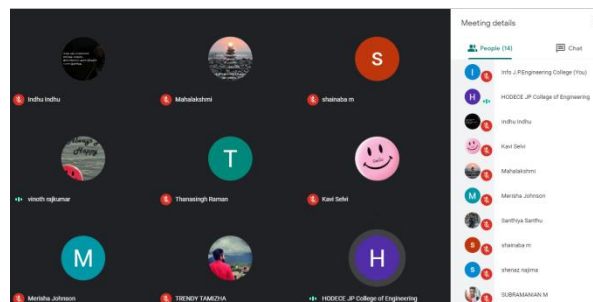 Meeting details
People (14)
Chat
S
Indhu Indhu
Mahalakshmi
shainaba m
Always
Happy
T
vinoth rajkumar
Thanasingh Raman
Kavi Selvi
M
H
Merisha Johnson
TRENDY TAMIZHA
HODECE JP College of Engineering
I
Info J.P.Engineering College (You)
H
HODECE JP College of Engineering
Indhu Indhu
Kavi Selvi
Mahalakshmi
M
Merisha Johnson
Santhiya Santhu
S
shainaba m
S
shenaz najima
SUBRAMANIAN M